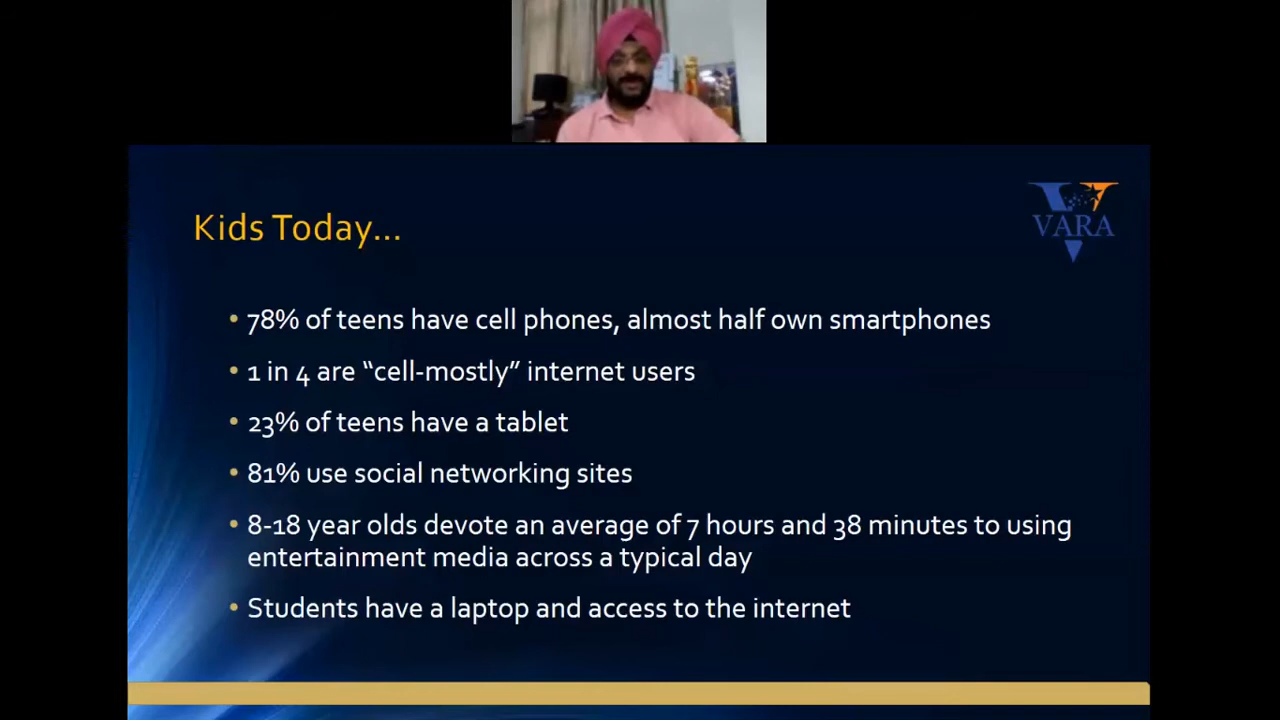 VARA
Kids Today...
• 78% of teens have cell phones, almost half own smartphones
• 1 in 4 are “cell-mostly” internet users
• 23% of teens have a tablet
• 81% use social networking sites
• 8-18 year olds devote an average of 7 hours and 38 minutes to using
entertainment media across a typical day
• Students have a laptop and access to the internet